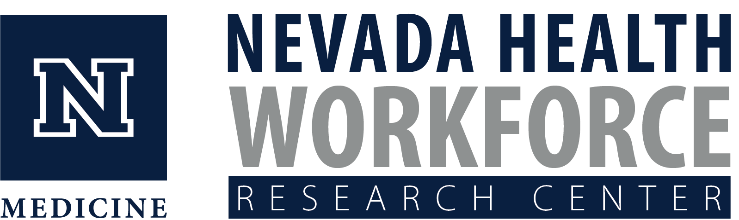 N
MEDICINE
NEVADA HEALTH
WORKFORCE
RESEARCH CENTER